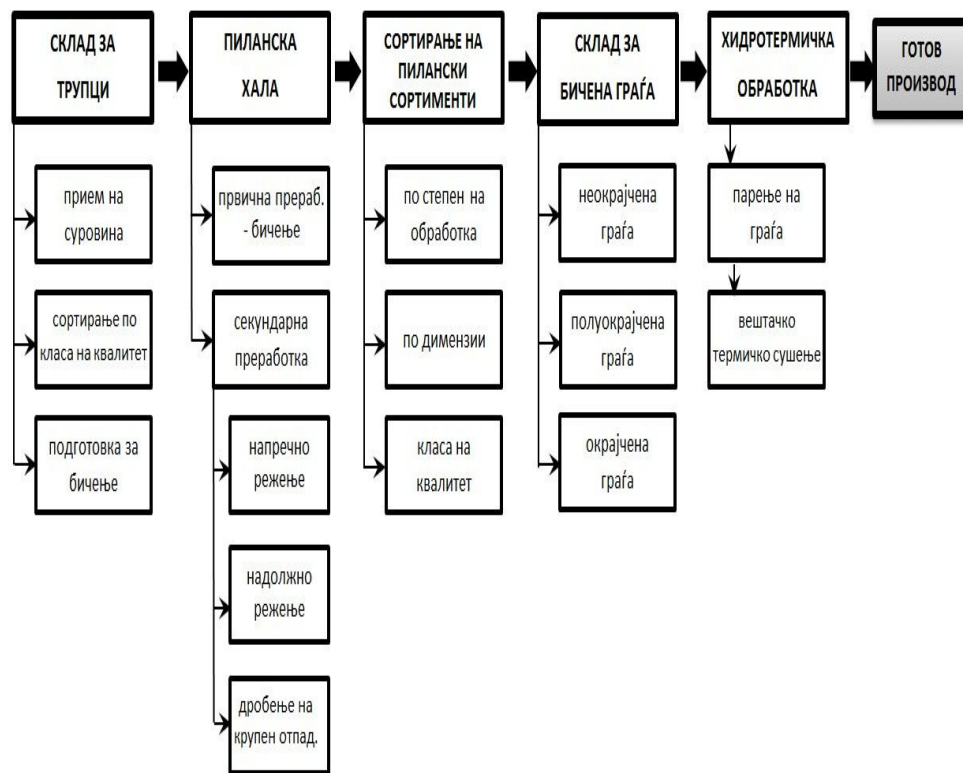 СКЛАД ЗА
ТРУПЦИ
ПИЛАНСКА
ХАЛА
СОРТИРАЊЕ НА
ПИЛАНСКИ
СОРТИМЕНТИ
СКЛАД ЗА
БИЧЕНА ГРАЃА
ХИДРОТЕРМИЧКА
ОБРАБОТКА
ГОТОВ
ПРОИЗВОД
прием на
суровина
сортирање по
класа на квалитет
подготовка за
бичење
првична прераб.
- бичење
секундарна
преработка
напречно
режење
надолжно
режење
дробење на
крупен отпад.
по степен на
обработка
по димензии
класа на
квалитет
неокрајчена
граѓа
полуокрајчена
граѓа
окрајчена
граѓа
парење на
граѓа
вештачко
термичко сушење